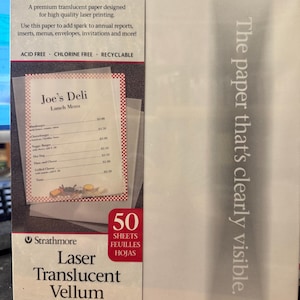 A premium translucent paper designed
for high quality laser printing.
Use this paper to add spark to annual reports,
inserts, menus, envelopes, invitations and more!
ACID FREE · CHLORINE FREE · RECYCLABLE
Joe's Deli
Lunch Menu
50
SHEETS
FEUILLES
HOJAS
Strathmore
Laser
Translucent
Vellum
The paper that's clearly visible.